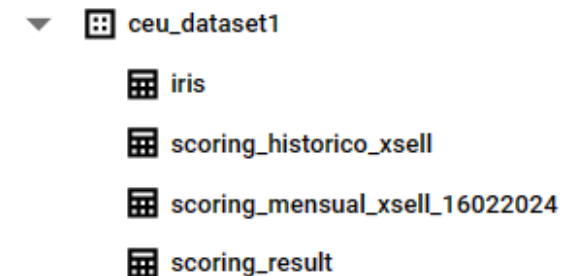 ceu_dataset1
iris
scoring_historico_xsell
scoring_mensual_xsell_16022024
scoring_result